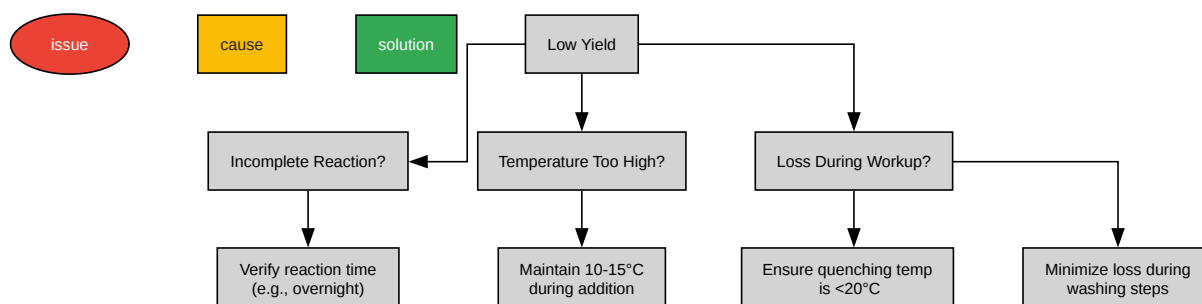 issue
cause
solution
Low Yield
Incomplete Reaction?
Temperature Too High?
Loss During Workup?
Verify reaction time
(e.g., overnight)
Maintain 10-15°C
during addition
Ensure quenching temp
is <20°C
Minimize loss during
washing steps